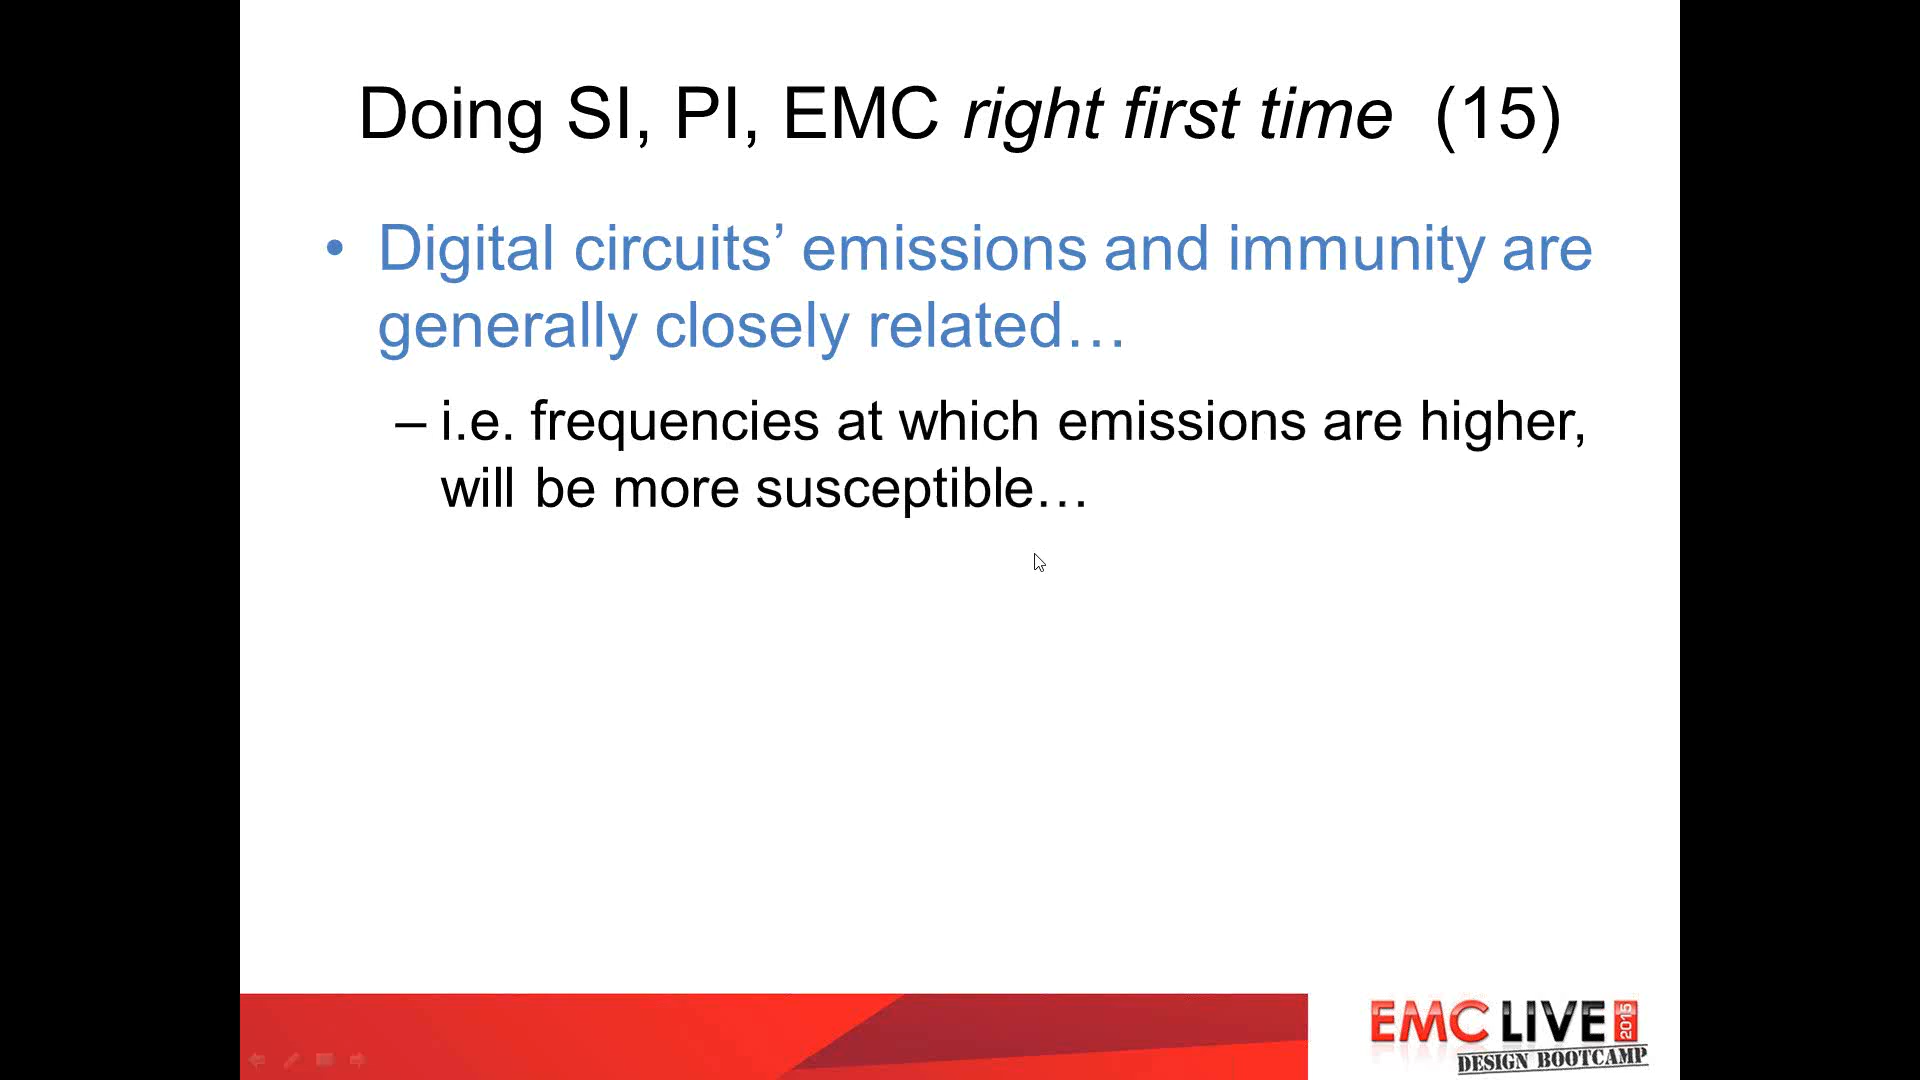 Doing SI, PI, EMC right first time (15)
• Digital circuits’ emissions and immunity are
generally closely related…
– i.e. frequencies at which emissions are higher,
will be more susceptible…
EMC LIVE 2015
DESIGN BOOTCAMP